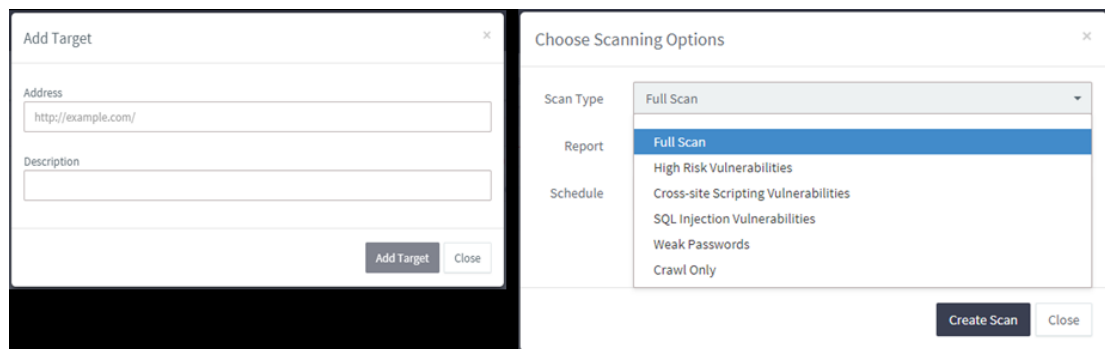 Add Target
×
Address
http://example.com/
Description
Add Target
Close
Choose Scanning Options
×
Scan Type
Full Scan
Full Scan
Report
High Risk Vulnerabilities
Schedule
Cross-site Scripting Vulnerabilities
SQL Injection Vulnerabilities
Weak Passwords
Crawl Only
Create Scan
Close